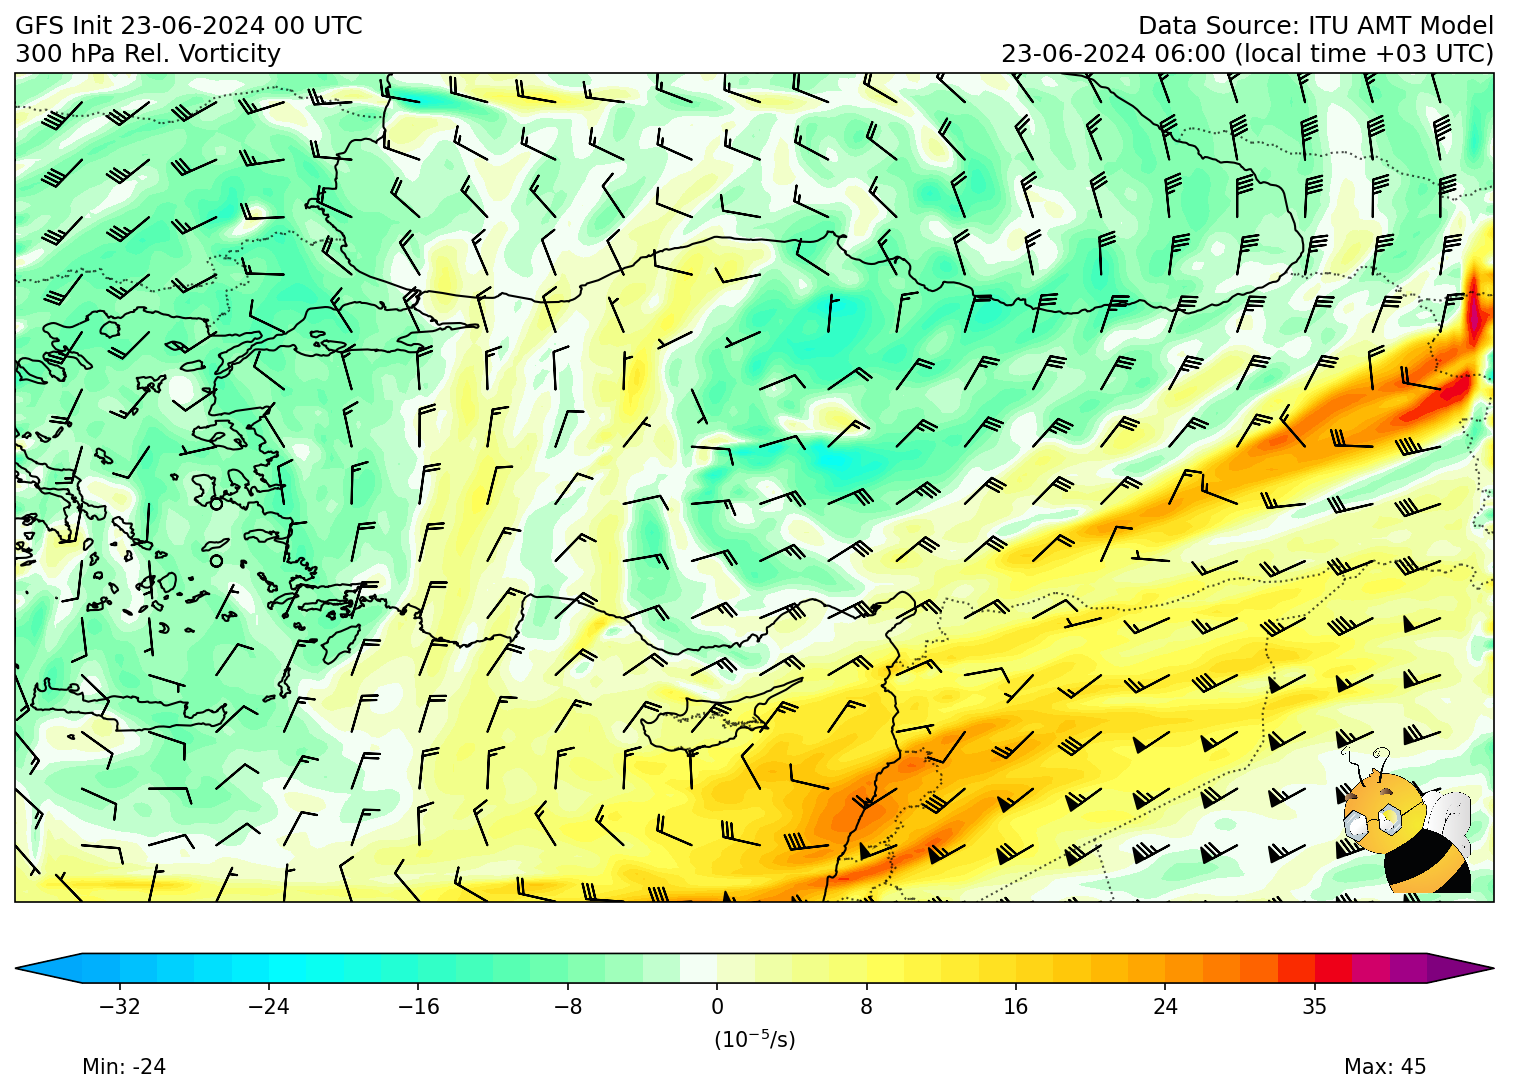 GFS Init 23-06-2024 00 UTC
Data Source: ITU AMT Model
300 hPa Rel. Vorticity
23-06-2024 06:00 (local time +03 UTC)
−32 −24 −16 −8 0 8 16 24 35
(10⁻⁵/s)
Min: -24
Max: 45